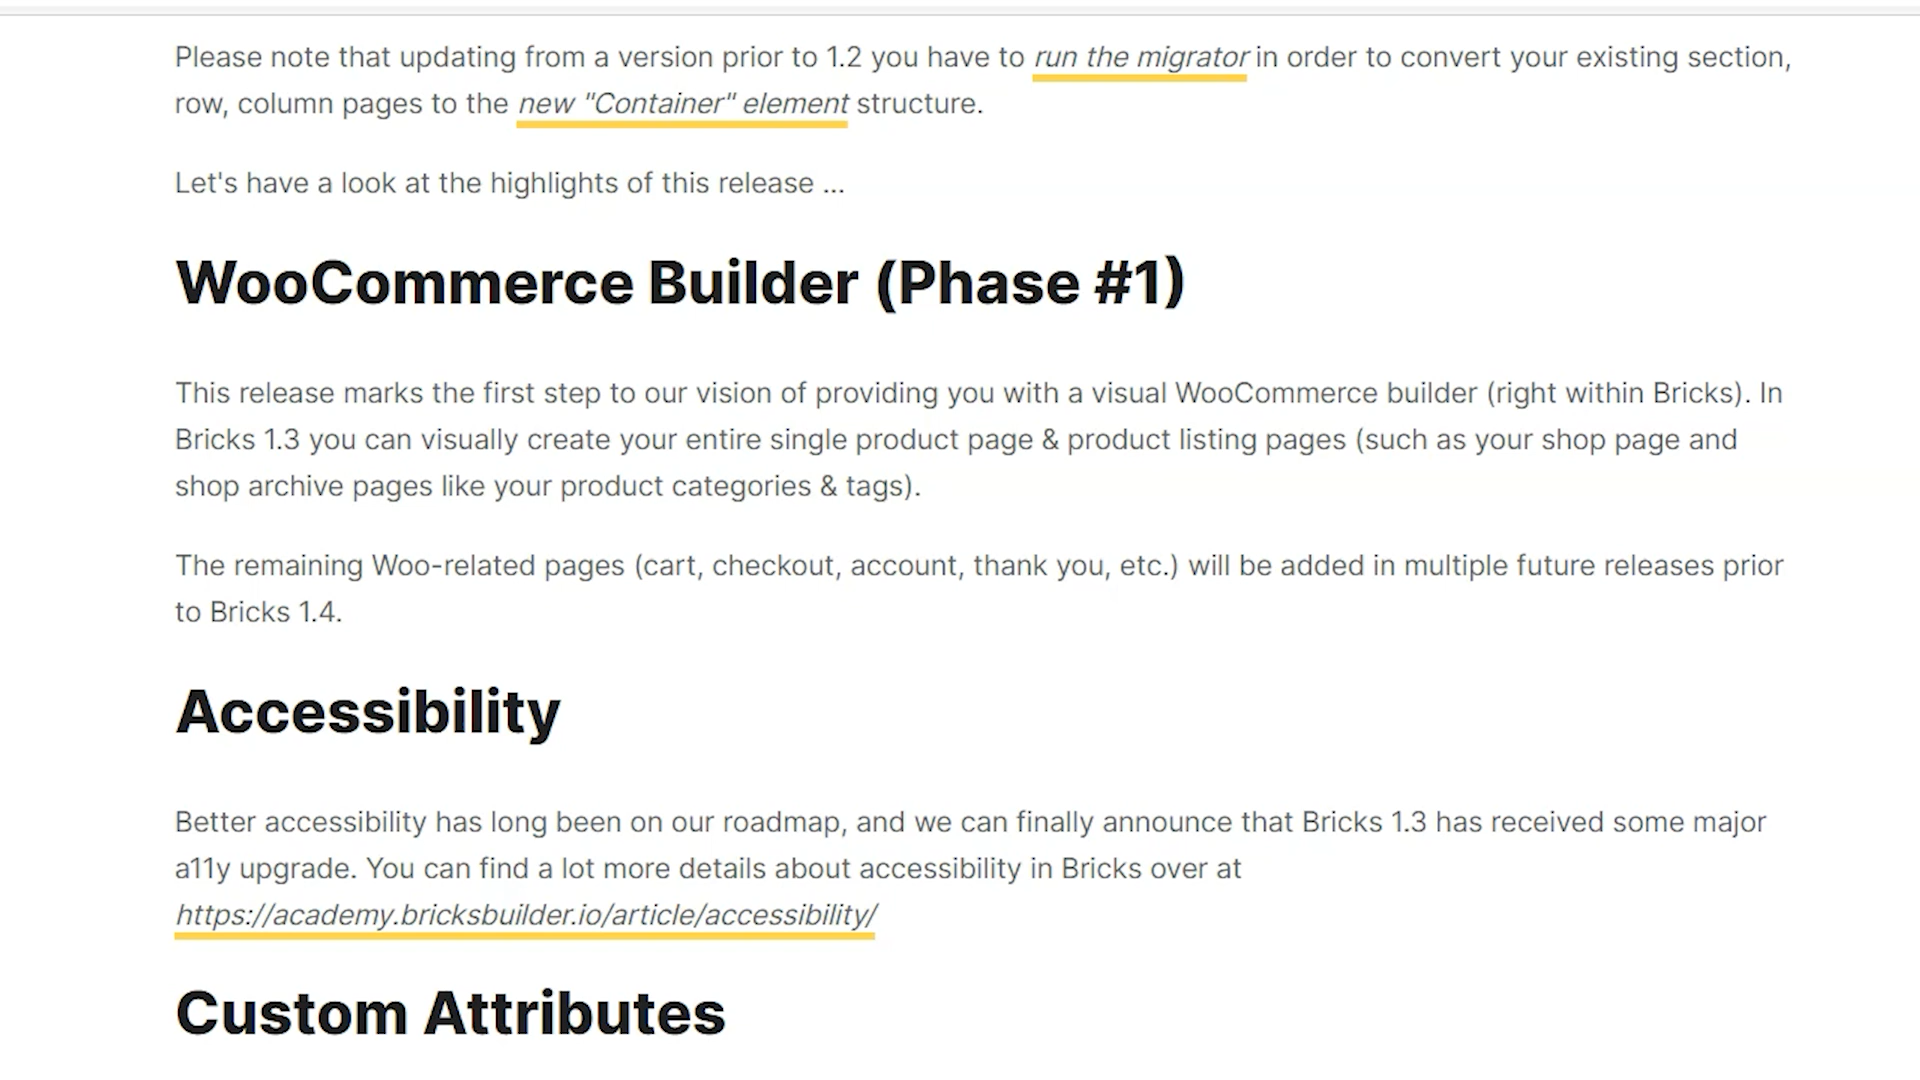 Please note that updating from a version prior to 1.2 you have to run the migrator in order to convert your existing section,
row, column pages to the new "Container" element structure.
Let's have a look at the highlights of this release ...
WooCommerce Builder (Phase #1)
This release marks the first step to our vision of providing you with a visual WooCommerce builder (right within Bricks). In
Bricks 1.3 you can visually create your entire single product page & product listing pages (such as your shop page and
shop archive pages like your product categories & tags).
The remaining Woo-related pages (cart, checkout, account, thank you, etc.) will be added in multiple future releases prior
to Bricks 1.4.
Accessibility
Better accessibility has long been on our roadmap, and we can finally announce that Bricks 1.3 has received some major
a11y upgrade. You can find a lot more details about accessibility in Bricks over at
https://academy.bricksbuilder.io/article/accessibility/
Custom Attributes